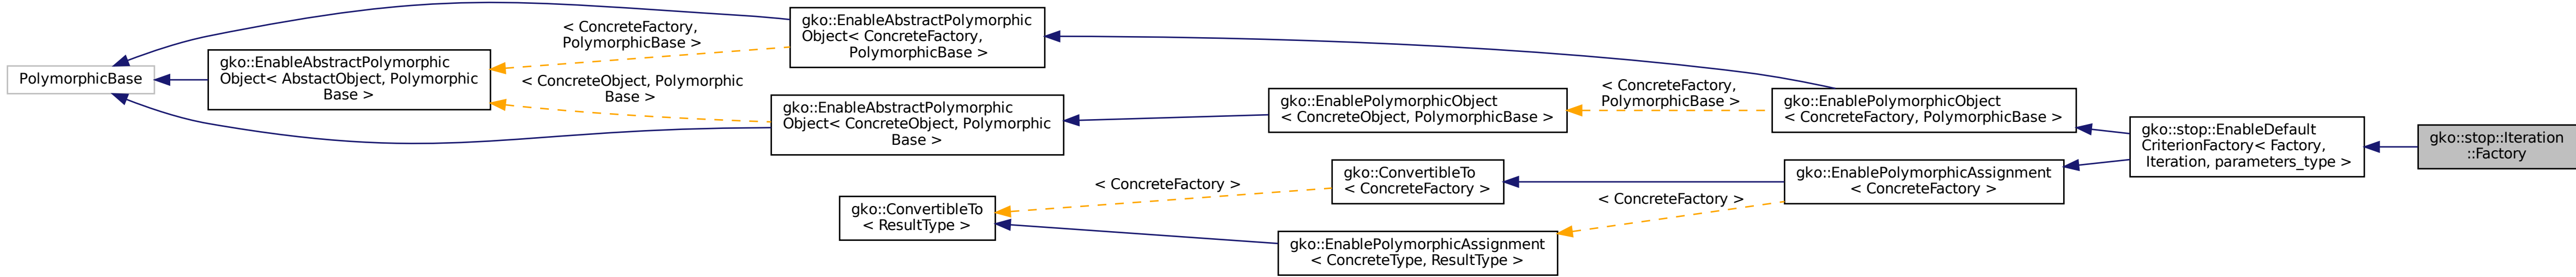 PolymorphicBase
gko::EnableAbstractPolymorphic
Object< AbstactObject, Polymorphic
Base >
< ConcreteFactory,
PolymorphicBase >
< ConcreteObject, Polymorphic
Base >
gko::EnableAbstractPolymorphic
Object< ConcreteFactory,
PolymorphicBase >
gko::EnableAbstractPolymorphic
Object< ConcreteObject, Polymorphic
Base >
gko::ConvertibleTo
< ResultType >
< ConcreteFactory >
gko::EnablePolymorphicObject
< ConcreteObject, PolymorphicBase >
gko::ConvertibleTo
< ConcreteFactory >
gko::EnablePolymorphicAssignment
< ConcreteType, ResultType >
< ConcreteFactory,
PolymorphicBase >
< ConcreteFactory >
gko::EnablePolymorphicObject
< ConcreteFactory, PolymorphicBase >
gko::EnablePolymorphicAssignment
< ConcreteFactory >
gko::stop::EnableDefault
CriterionFactory< Factory,
Iteration, parameters_type >
gko::stop::Iteration
::Factory